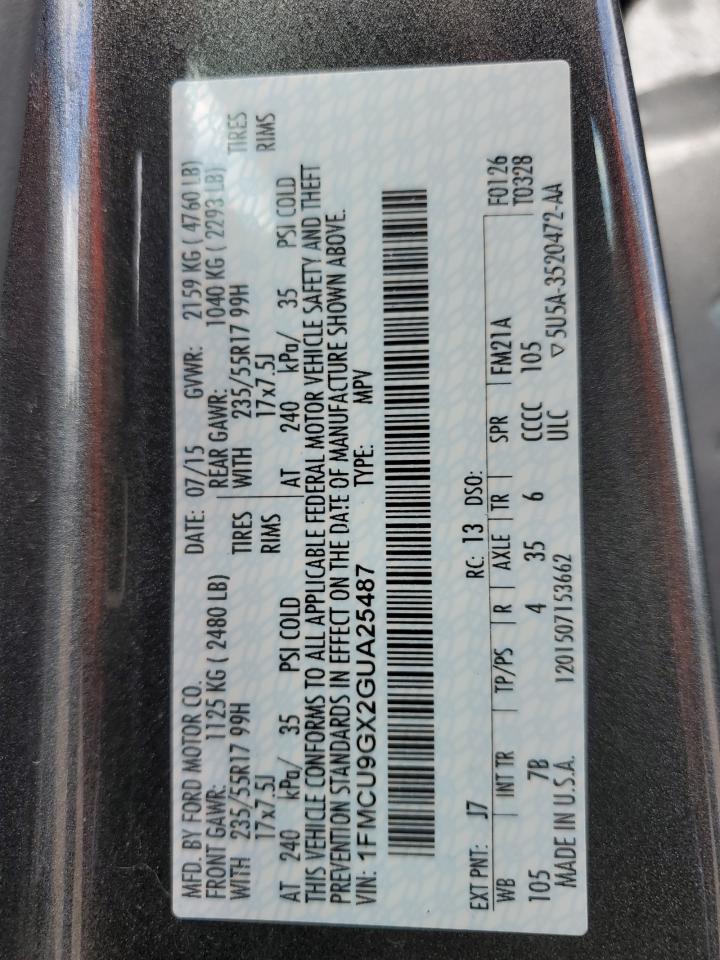 MFD. BY FORD MOTOR CO. DATE: 07/15 GVWR: 2159 KG ( 4760 LB)
FRONT GAWR: 1125 KG ( 2480 LB) REAR GAWR: 1040 KG ( 2293 LB)
WITH 235/55R17 99H TIRES WITH 235/55R17 99H TIRES
17x7.5J RIMS 17x7.5J RIMS
AT 240 kPa/ 35 PSI COLD AT 240 kPa/ 35 PSI COLD
THIS VEHICLE CONFORMS TO ALL APPLICABLE FEDERAL MOTOR VEHICLE SAFETY AND THEFT
PREVENTION STANDARDS IN EFFECT ON THE DATE OF MANUFACTURE SHOWN ABOVE.
VIN: 1FMCU9GX2GUA25487 TYPE: MPV
EXT PNT: J7 RC: 13 DSO: F0126
WB INT TR TP/PS R AXLE TR SPR FM21A T0328
105 7B 4 35 6 CCCC 105
MADE IN U.S.A. 1201507153662 ULC ▽5U5A-3520472-AA